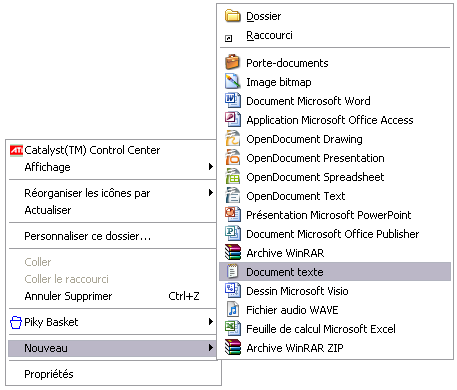 Catalyst(TM) Control Center
Affichage
Réorganiser les icônes par
Actualiser
Personnaliser ce dossier...
Coller
Coller le raccourci
Annuler Supprimer Ctrl+Z
Piky Basket
Nouveau
Propriétés
Dossier
Raccourci
Porte-documents
Image bitmap
Document Microsoft Word
Application Microsoft Office Access
OpenDocument Drawing
OpenDocument Presentation
OpenDocument Spreadsheet
OpenDocument Text
Présentation Microsoft PowerPoint
Document Microsoft Office Publisher
Archive WinRAR
Document texte
Dessin Microsoft Visio
Fichier audio WAVE
Feuille de calcul Microsoft Excel
Archive WinRAR ZIP